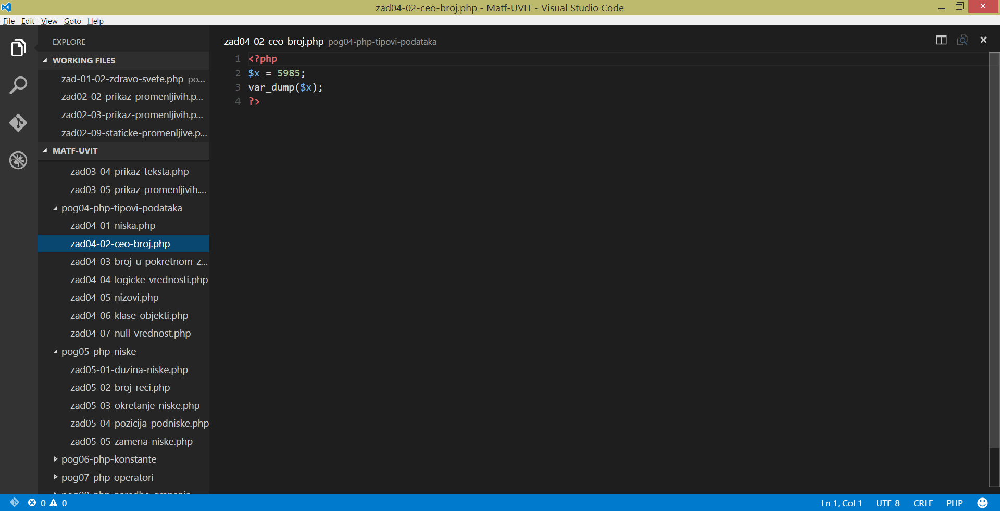 zad04-02-ceo-broj.php - Matf-UVIT - Visual Studio Code
File Edit View Goto Help
EXPLORE
WORKING FILES
zad-01-02-zdravo-svete.php po...
zad02-02-prikaz-promenljivih.p...
zad02-03-prikaz-promenljivih.p...
zad02-09-staticke-promenljive.p...
MATF-UVIT
zad03-04-prikaz-teksta.php
zad03-05-prikaz-promenljivih....
pog04-php-tipovi-podataka
zad04-01-niska.php
zad04-02-ceo-broj.php
zad04-03-broj-u-pokretnom-z...
zad04-04-logicke-vrednosti.php
zad04-05-nizovi.php
zad04-06-klase-objekti.php
zad04-07-null-vrednost.php
pog05-php-niske
zad05-01-duzina-niske.php
zad05-02-broj-reci.php
zad05-03-okretanje-niske.php
zad05-04-pozicija-podniske.php
zad05-05-zamena-niske.php
pog06-php-konstante
pog07-php-operatori
pog08-php-naredbe-grananja
zad04-02-ceo-broj.php pog04-php-tipovi-podataka
1 <?php
2 $x = 5985;
3 var_dump($x);
4 ?>
0 0
Ln 1, Col 1 UTF-8 CRLF PHP